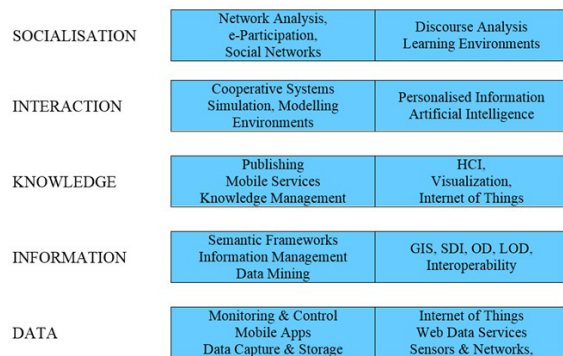 SOCIALISATION
Network Analysis,
e-Participation,
Social Networks
Discourse Analysis
Learning Environments
INTERACTION
Cooperative Systems
Simulation, Modelling
Environments
Personalised Information
Artificial Intelligence
KNOWLEDGE
Publishing
Mobile Services
Knowledge Management
HCI,
Visualization,
Internet of Things
INFORMATION
Semantic Frameworks
Information Management
Data Mining
GIS, SDI, OD, LOD,
Interoperability
DATA
Monitoring & Control
Mobile Apps
Data Capture & Storage
Internet of Things
Web Data Services
Sensors & Networks,